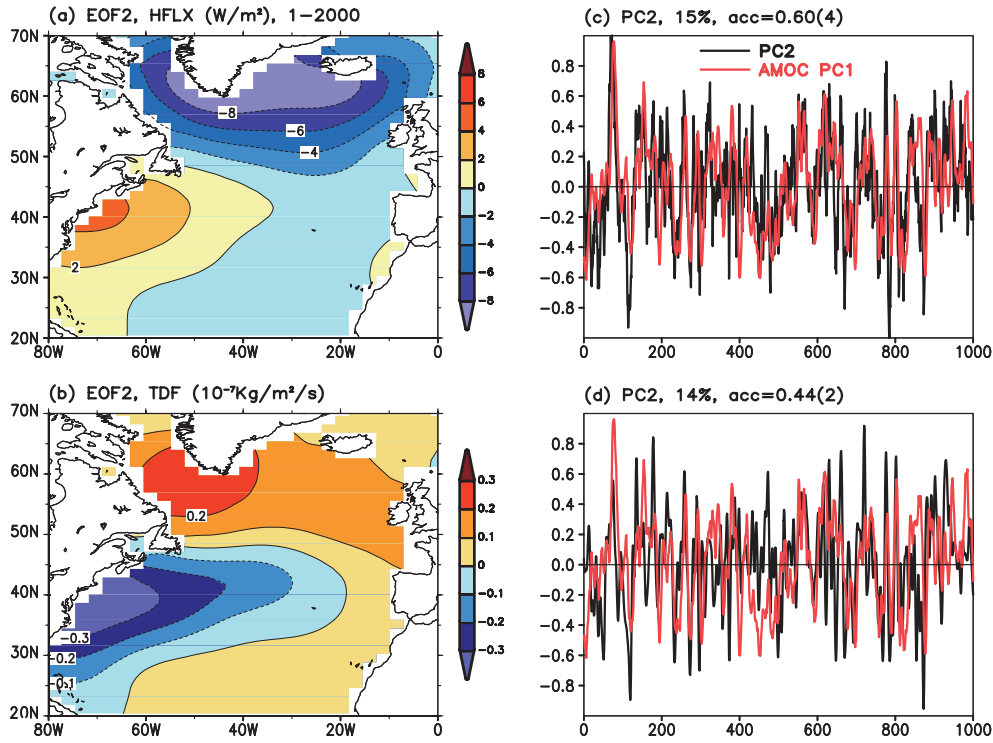 (a) EOF2, HFLX (W/m²), 1−2000
70N
60N
50N
40N
30N
20N
80W 60W 40W 20W 0
−8
−6
−4
2
8
6
4
2
0
−2
−4
−6
−8
(c) PC2, 15%, acc=0.60(4)
PC2
AMOC PC1
0.8
0.6
0.4
0.2
0.0
−0.2
−0.4
−0.6
−0.8
0 200 400 600 800 1000
(b) EOF2, TDF (10⁻⁷Kg/m²/s)
70N
60N
50N
40N
30N
20N
80W 60W 40W 20W 0
0.2
−0.3
−0.2
−0.1
0.3
0.2
0.1
0
−0.1
−0.2
−0.3
(d) PC2, 14%, acc=0.44(2)
0.8
0.6
0.4
0.2
0.0
−0.2
−0.4
−0.6
−0.8
0 200 400 600 800 1000